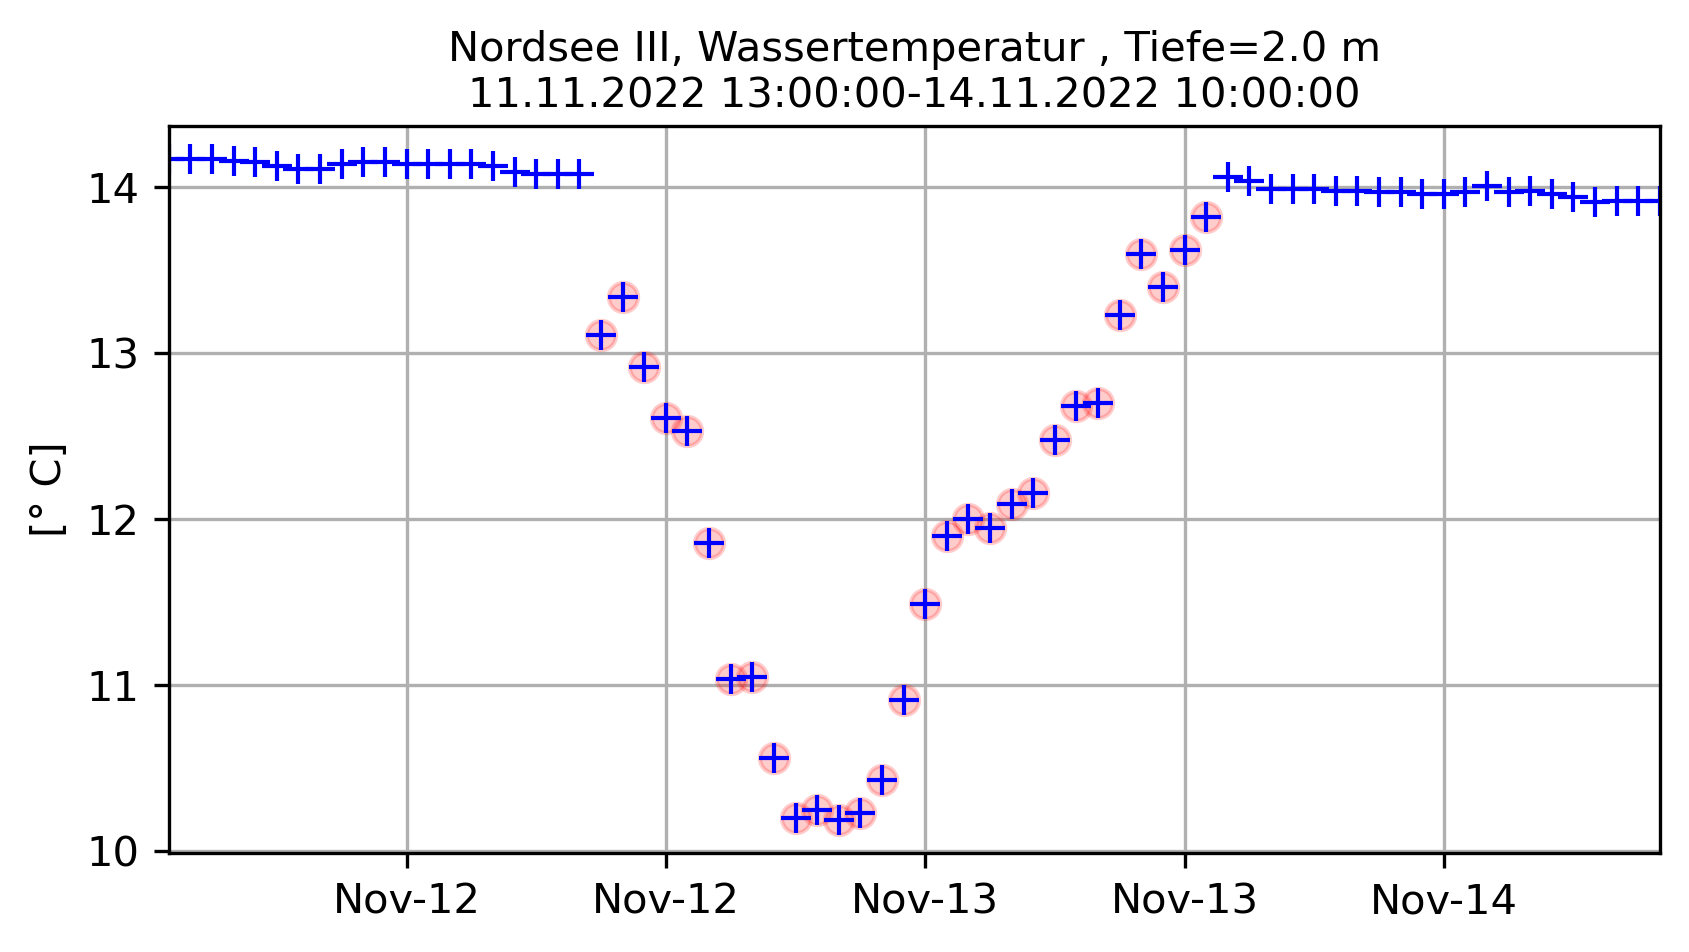 Nordsee III, Wassertemperatur , Tiefe=2.0 m
11.11.2022 13:00:00-14.11.2022 10:00:00
[° C]
14
13
12
11
10
Nov-12 Nov-12 Nov-13 Nov-13 Nov-14